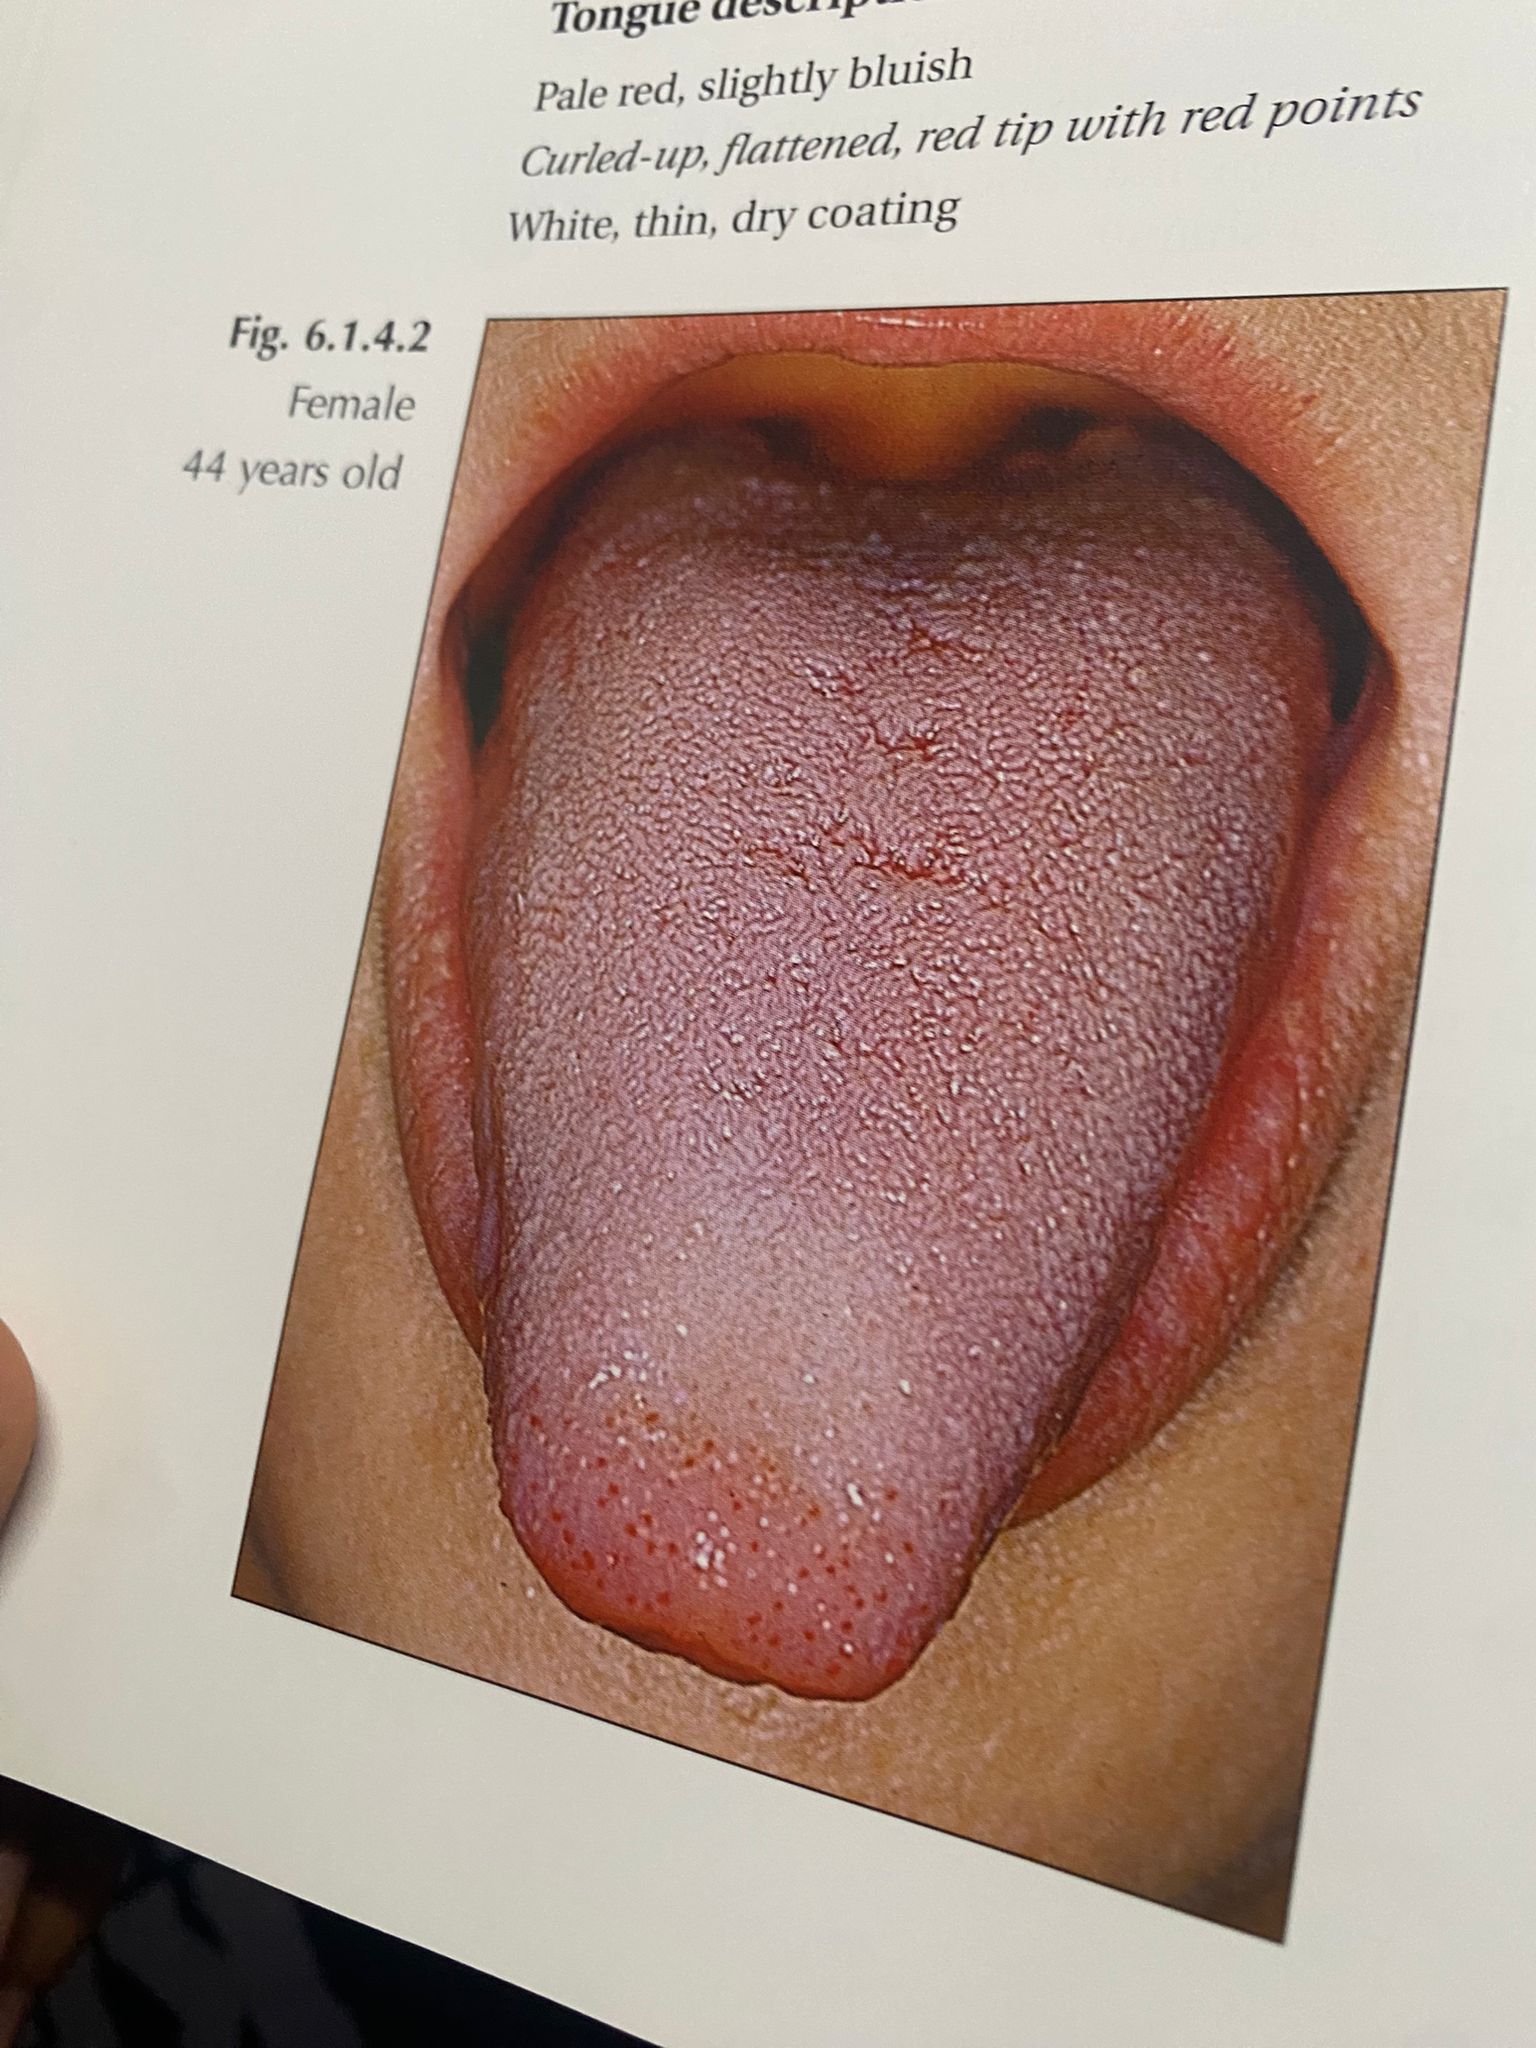 Tongue
Pale red, slightly bluish
Curled-up, flattened, red tip with red points
White, thin, dry coating
Fig. 6.1.4.2
Female
44 years old